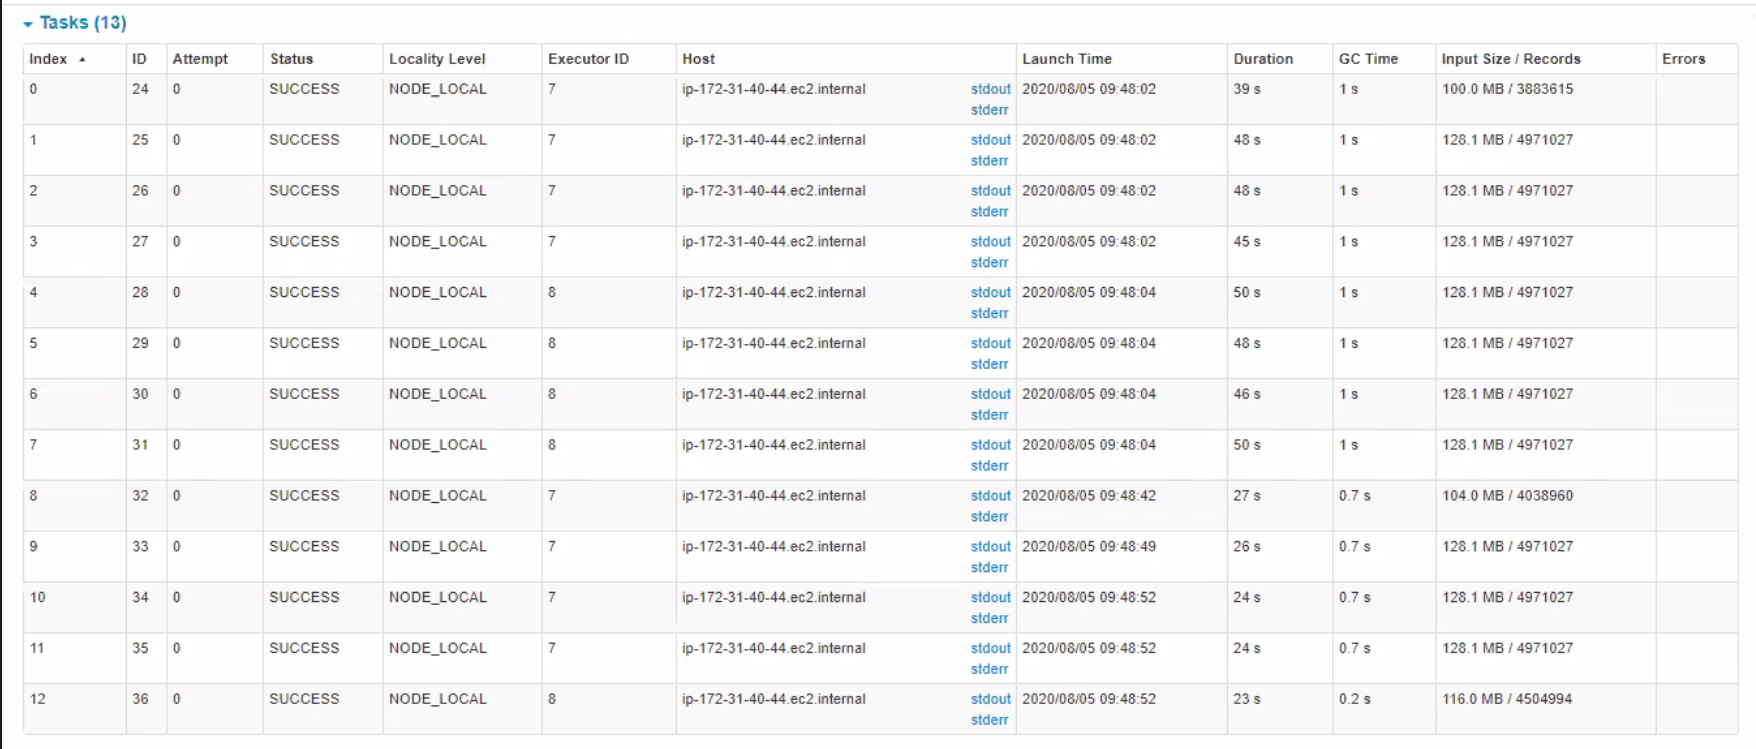 Tasks (13)
Index ID Attempt Status Locality Level Executor ID Host Launch Time Duration GC Time Input Size / Records Errors
0 24 0 SUCCESS NODE_LOCAL 7 ip-172-31-40-44.ec2.internal stdout 2020/08/05 09:48:02 39 s 1 s 100.0 MB / 3883615
stderr
1 25 0 SUCCESS NODE_LOCAL 7 ip-172-31-40-44.ec2.internal stdout 2020/08/05 09:48:02 48 s 1 s 128.1 MB / 4971027
stderr
2 26 0 SUCCESS NODE_LOCAL 7 ip-172-31-40-44.ec2.internal stdout 2020/08/05 09:48:02 48 s 1 s 128.1 MB / 4971027
stderr
3 27 0 SUCCESS NODE_LOCAL 7 ip-172-31-40-44.ec2.internal stdout 2020/08/05 09:48:02 45 s 1 s 128.1 MB / 4971027
stderr
4 28 0 SUCCESS NODE_LOCAL 8 ip-172-31-40-44.ec2.internal stdout 2020/08/05 09:48:04 50 s 1 s 128.1 MB / 4971027
stderr
5 29 0 SUCCESS NODE_LOCAL 8 ip-172-31-40-44.ec2.internal stdout 2020/08/05 09:48:04 48 s 1 s 128.1 MB / 4971027
stderr
6 30 0 SUCCESS NODE_LOCAL 8 ip-172-31-40-44.ec2.internal stdout 2020/08/05 09:48:04 46 s 1 s 128.1 MB / 4971027
stderr
7 31 0 SUCCESS NODE_LOCAL 8 ip-172-31-40-44.ec2.internal stdout 2020/08/05 09:48:04 50 s 1 s 128.1 MB / 4971027
stderr
8 32 0 SUCCESS NODE_LOCAL 7 ip-172-31-40-44.ec2.internal stdout 2020/08/05 09:48:42 27 s 0.7 s 104.0 MB / 4038960
stderr
9 33 0 SUCCESS NODE_LOCAL 7 ip-172-31-40-44.ec2.internal stdout 2020/08/05 09:48:49 26 s 0.7 s 128.1 MB / 4971027
stderr
10 34 0 SUCCESS NODE_LOCAL 7 ip-172-31-40-44.ec2.internal stdout 2020/08/05 09:48:52 24 s 0.7 s 128.1 MB / 4971027
stderr
11 35 0 SUCCESS NODE_LOCAL 7 ip-172-31-40-44.ec2.internal stdout 2020/08/05 09:48:52 24 s 0.7 s 128.1 MB / 4971027
stderr
12 36 0 SUCCESS NODE_LOCAL 8 ip-172-31-40-44.ec2.internal stdout 2020/08/05 09:48:52 23 s 0.2 s 116.0 MB / 4504994
stderr